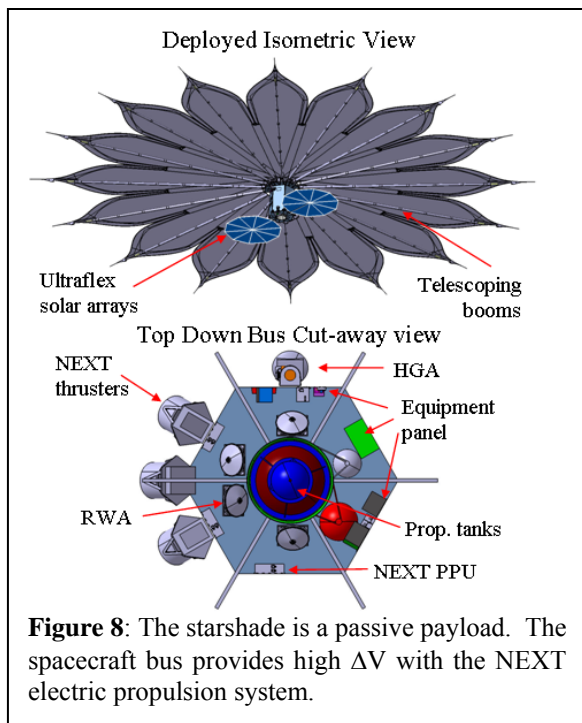 Deployed Isometric View
Ultraflex
solar arrays
Telescoping
booms
Top Down Bus Cut-away view
NEXT
thrusters
HGA
Equipment
panel
RWA
Prop. tanks
NEXT PPU
Figure 8: The starshade is a passive payload. The
spacecraft bus provides high ΔV with the NEXT
electric propulsion system.